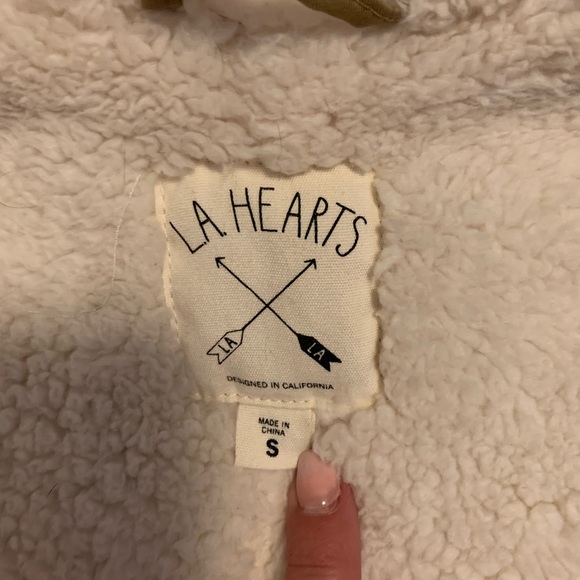 L.A. HEARTS
LA LA
DESIGNED IN CALIFORNIA
MADE IN
CHINA
S